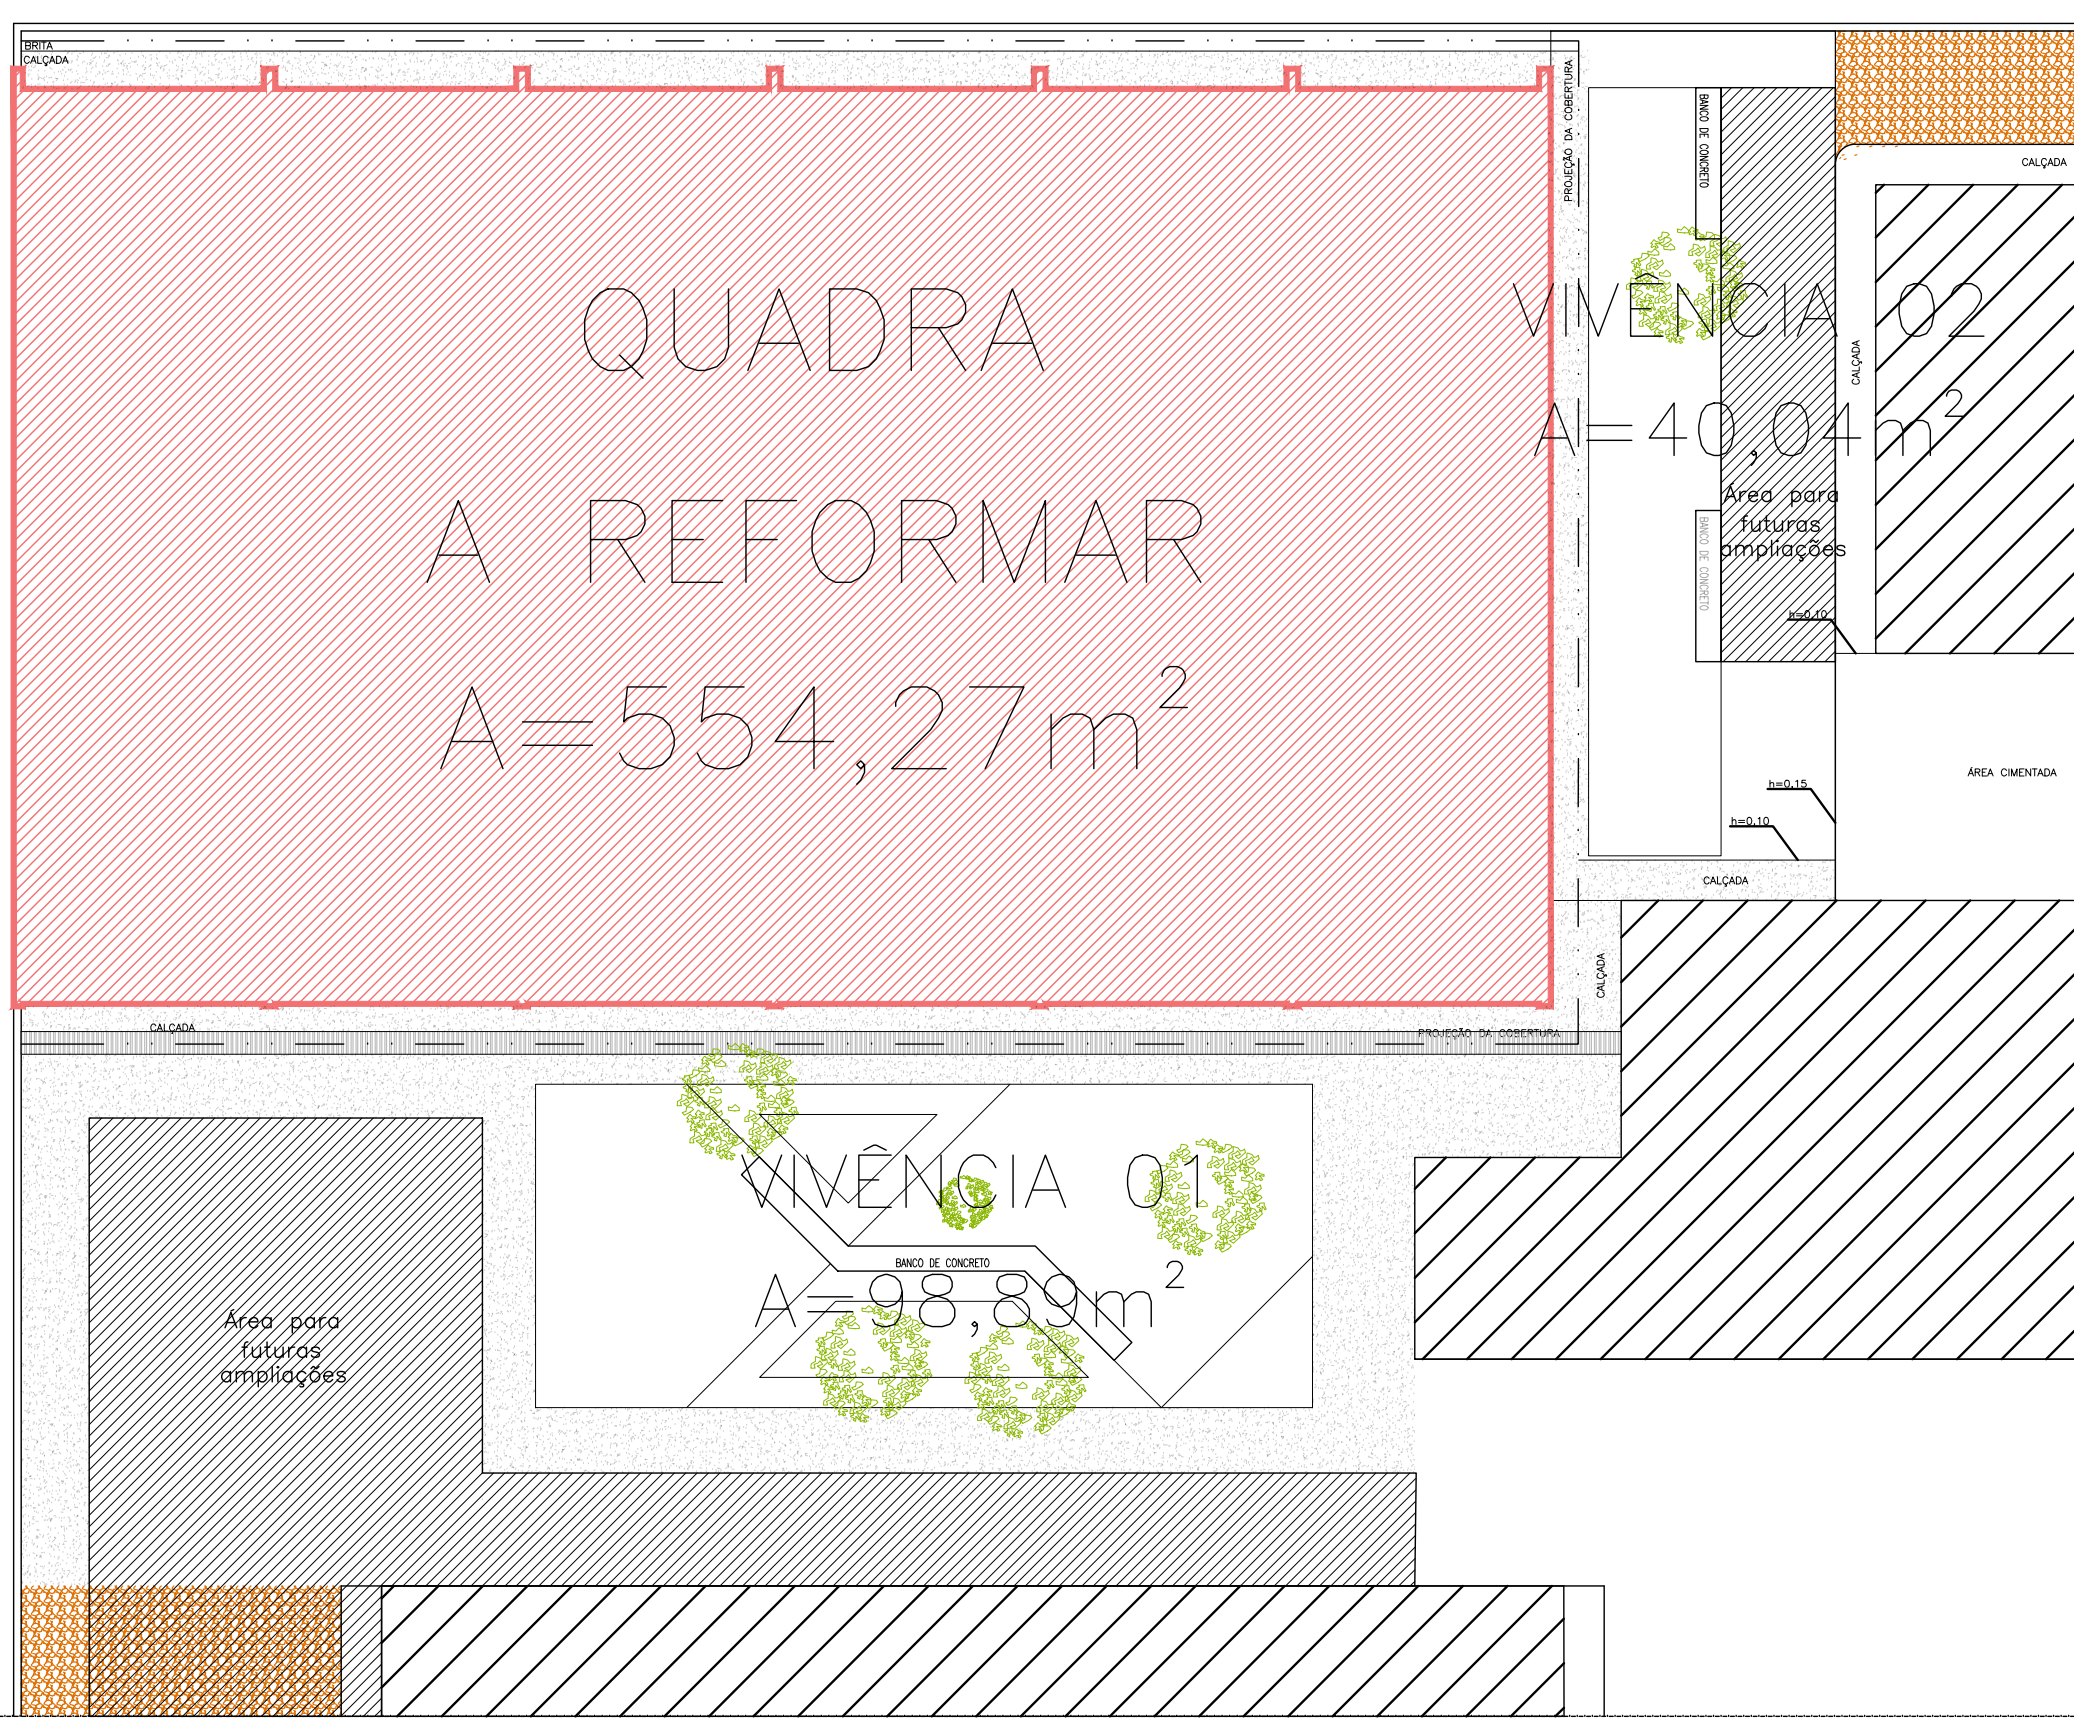 BRITA
CALÇADA
PROJEÇÃO DA COBERTURA
BANCO DE CONCRETO
CALÇADA
QUADRA
A REFORMAR
A=554,27m²
VIVÊNCIA 02
A=40,04m²
CALÇADA
Área para
futuras
ampliações
BANCO DE CONCRETO
h=0.10
ÁREA CIMENTADA
h=0.15
h=0.10
CALÇADA
CALÇADA
CALÇADA
PROJEÇÃO DA COBERTURA
VIVÊNCIA 01
BANCO DE CONCRETO
A=98,89m²
Área para
futuras
ampliações